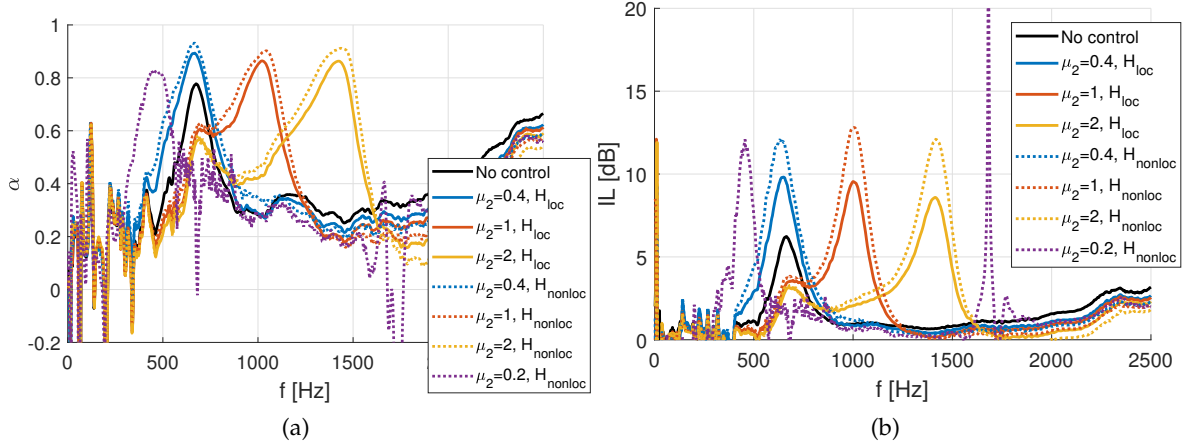 1
0.8
0.6
0.4
0.2
0
-0.2
α
0
500
1000
1500
f [Hz]
No control
μ2=0.4, Hloc
μ2=1, Hloc
μ2=2, Hloc
μ2=0.4, Hnonloc
μ2=1, Hnonloc
μ2=2, Hnonloc
μ2=0.2, Hnonloc
(a)
20
15
10
5
0
IL [dB]
0
500
1000
1500
2000
2500
f [Hz]
No control
μ2=0.4, Hloc
μ2=1, Hloc
μ2=2, Hloc
μ2=0.4, Hnonloc
μ2=1, Hnonloc
μ2=2, Hnonloc
μ2=0.2, Hnonloc
(b)